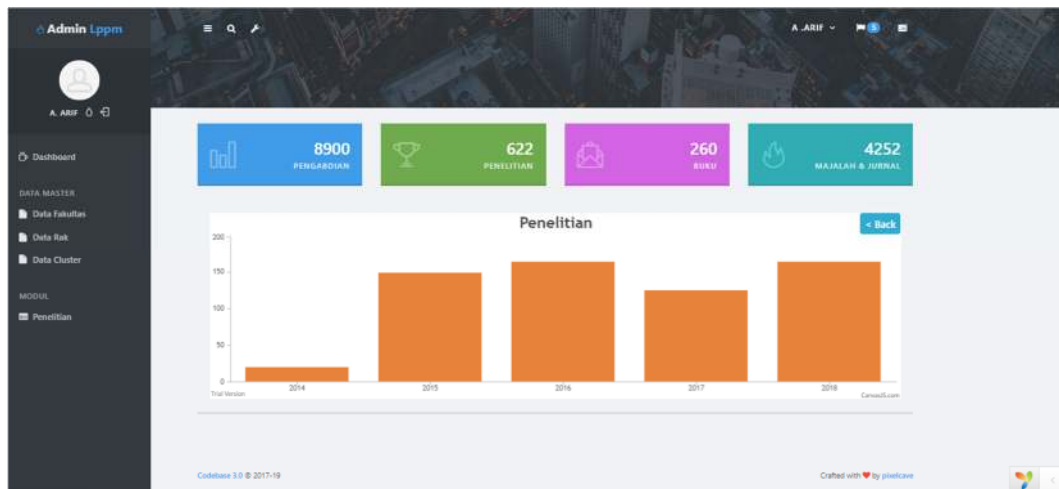 Admin Lppm
A .ARIF
5
A. ARIF
Dashboard
DATA MASTER
Data Fakultas
Data Rak
Data Cluster
MODUL
Penelitian
8900
PENGABDIAN
622
PENELITIAN
260
BUKU
4252
MAJALAH & JURNAL
Penelitian
< Back
200
150
100
50
0
2014
2015
2016
2017
2018
Trial Version
CanvasJS.com
Codebase 3.0 © 2017-19
Crafted with ❤ by pixelcave